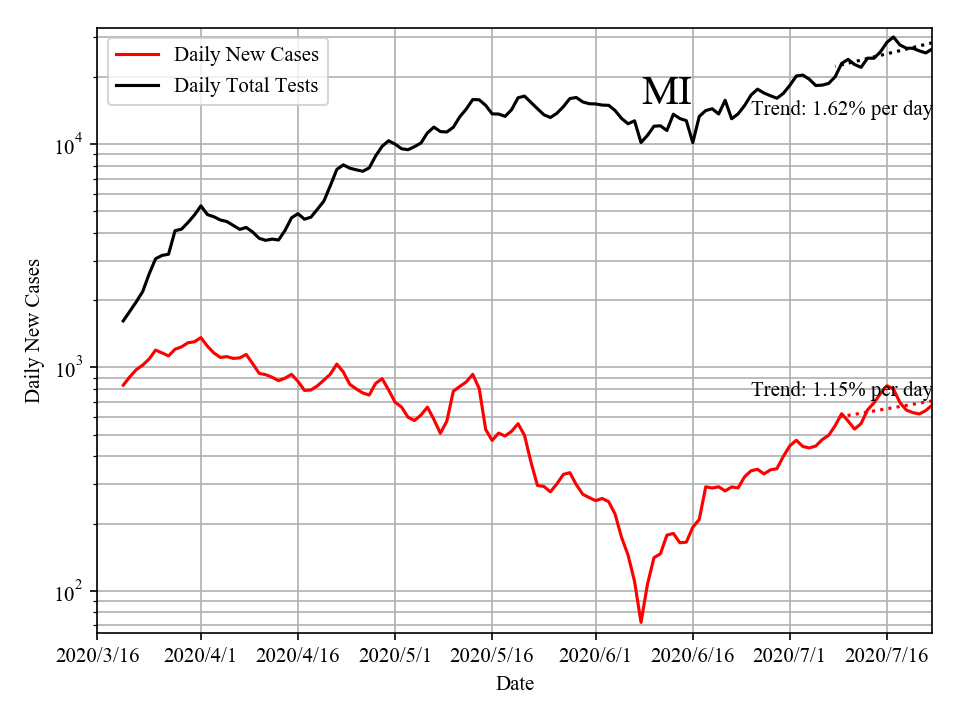 Daily New Cases
Daily Total Tests
MI
Trend: 1.62% per day
Trend: 1.15% per day
10^4
10^3
10^2
Daily New Cases
2020/3/16 2020/4/1 2020/4/16 2020/5/1 2020/5/16 2020/6/1 2020/6/16 2020/7/1 2020/7/16
Date